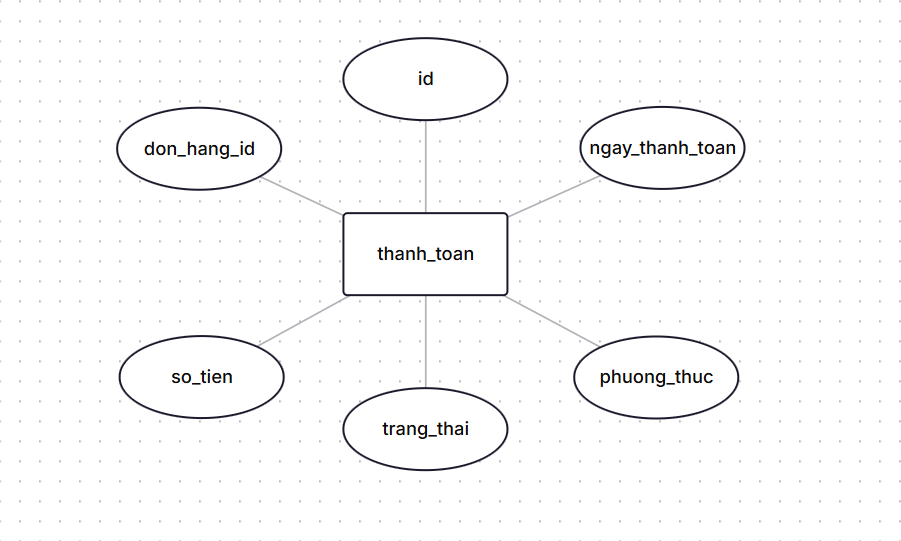 id
don_hang_id
ngay_thanh_toan
thanh_toan
so_tien
phuong_thuc
trang_thai